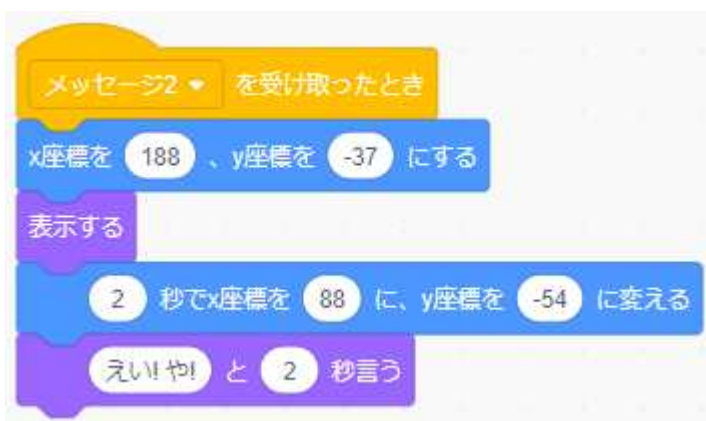 メッセージ2 を受け取ったとき
x座標を 188 、y座標を -37 にする
表示する
2 秒でx座標を 88 に、y座標を -54 に変える
えい! や! と 2 秒言う